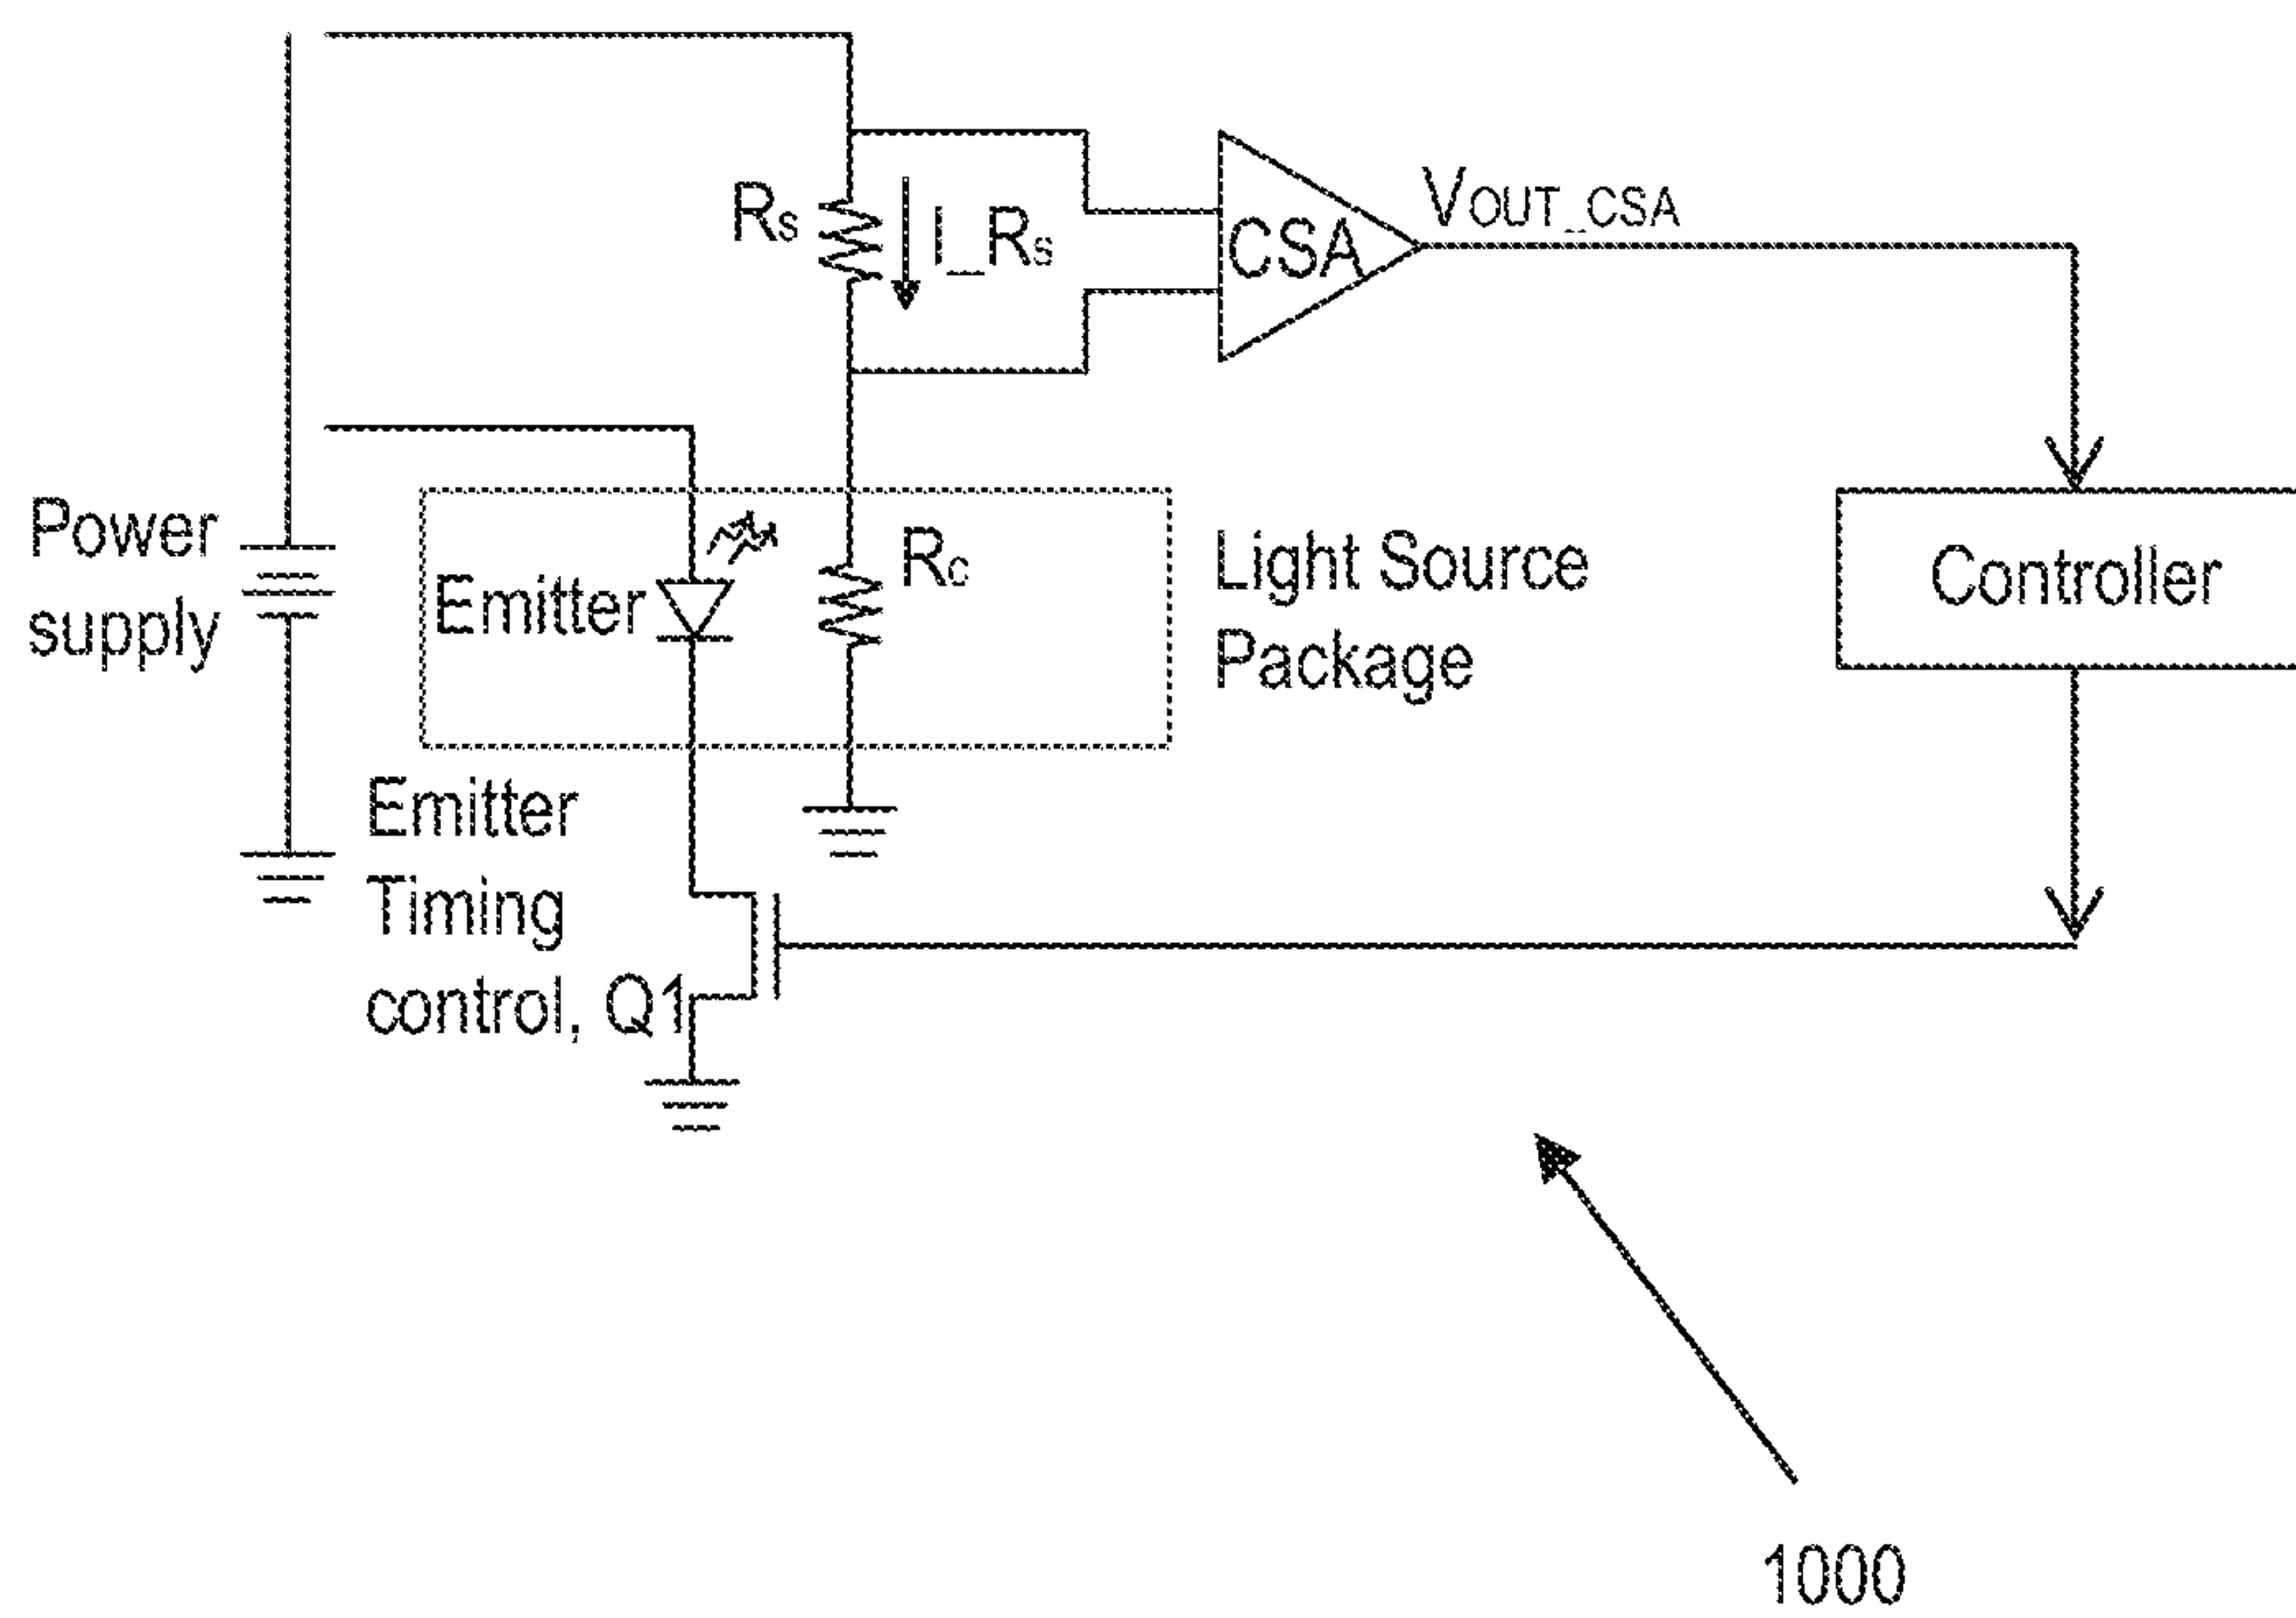 Rs
I_Rs
CSA
VOUT_CSA
Power
supply
Emitter
Rc
Light Source
Package
Controller
Emitter
Timing
control, Q1
1000